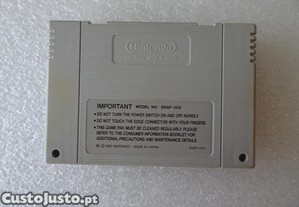 Nintendo
IMPORTANT MODEL NO. SNSP-006
• DO NOT TURN THE POWER SWITCH ON AND OFF RAPIDLY.
• DO NOT TOUCH THE EDGE CONNECTOR WITH YOUR FINGERS.
• THIS GAME PAK MUST BE CLEANED REGULARLY. PLEASE
REFER TO THE CONSUMER INFORMATION BOOKLET FOR
ADDITIONAL PRECAUTIONS AND MAINTENANCE DETAILS.
NINTENDO MADE IN JAPAN
CustoJusto.pt